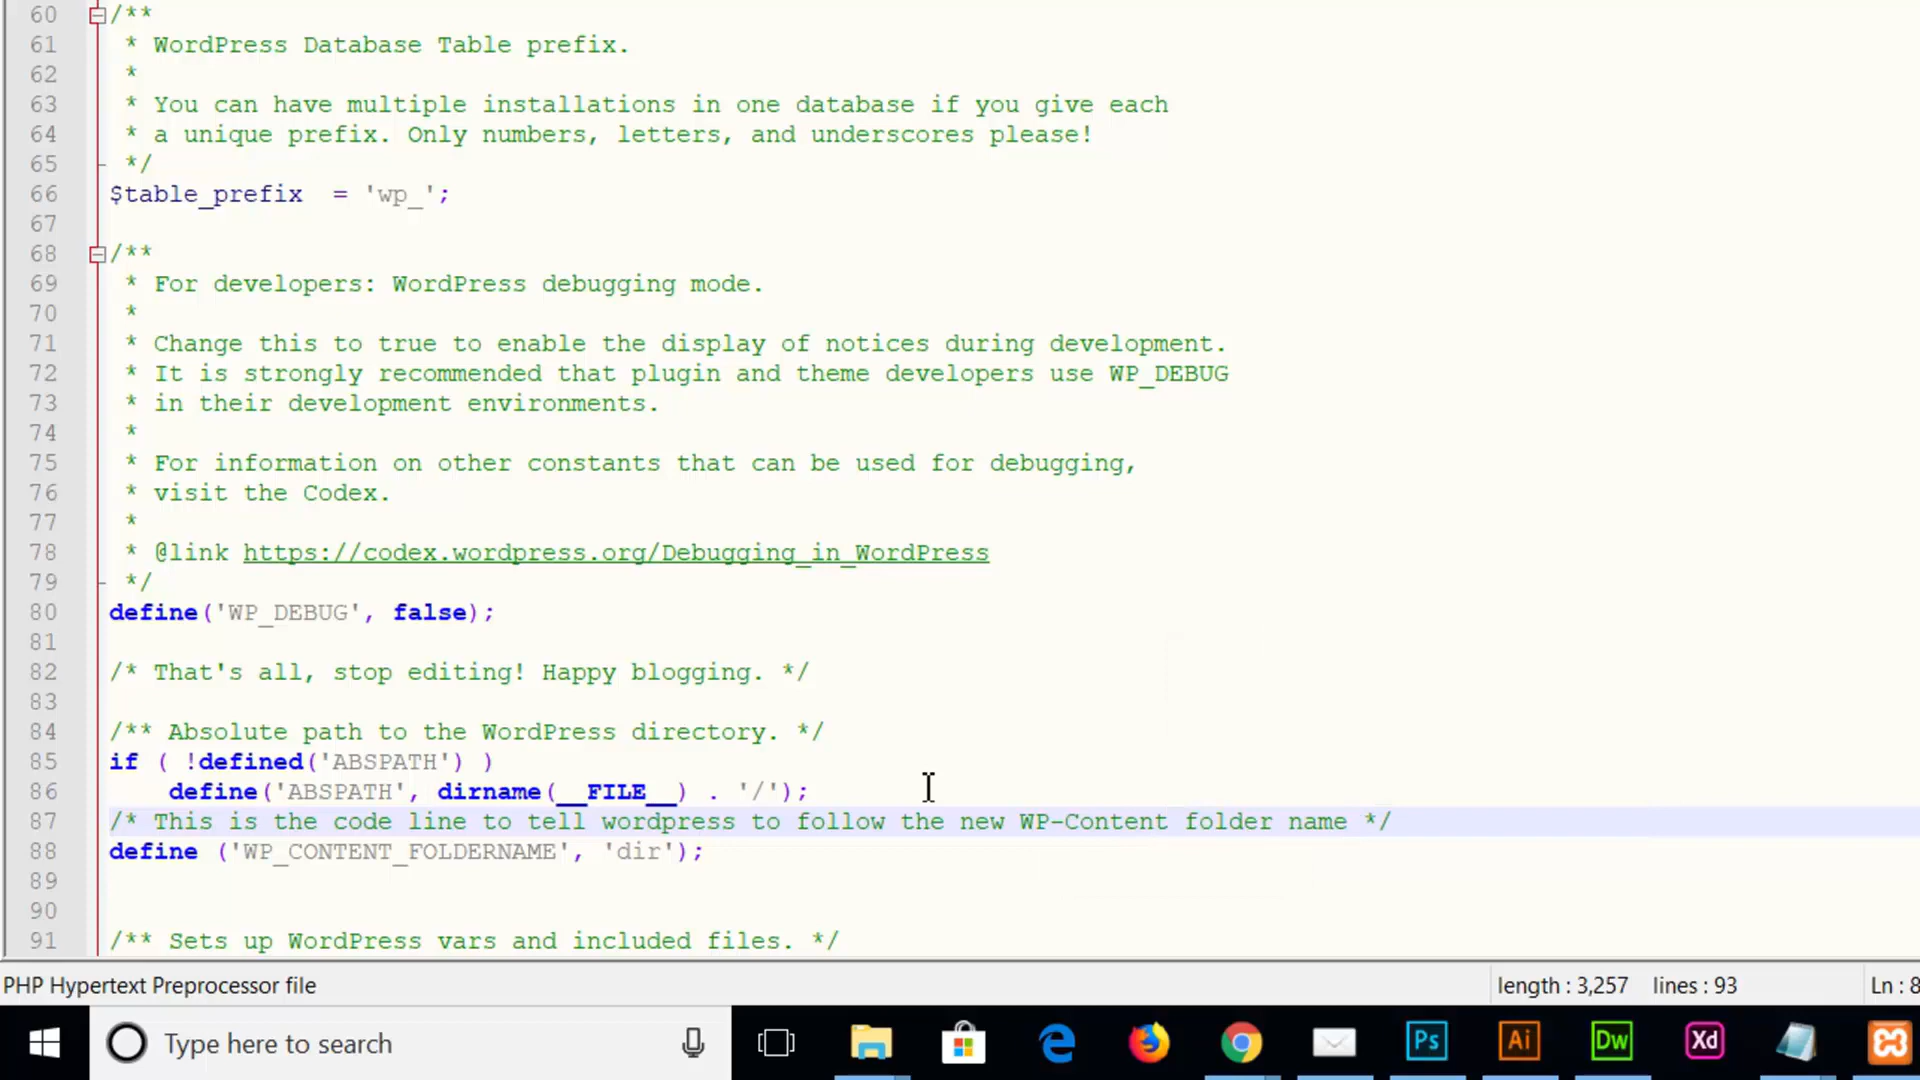 60 /**
61 * WordPress Database Table prefix.
62 *
63 * You can have multiple installations in one database if you give each
64 * a unique prefix. Only numbers, letters, and underscores please!
65 */
66 $table_prefix  = 'wp_';
67
68 /**
69 * For developers: WordPress debugging mode.
70 *
71 * Change this to true to enable the display of notices during development.
72 * It is strongly recommended that plugin and theme developers use WP_DEBUG
73 * in their development environments.
74 *
75 * For information on other constants that can be used for debugging,
76 * visit the Codex.
77 *
78 * @link https://codex.wordpress.org/Debugging_in_WordPress
79 */
80 define('WP_DEBUG', false);
81
82 /* That's all, stop editing! Happy blogging. */
83
84 /** Absolute path to the WordPress directory. */
85 if ( !defined('ABSPATH') )
86 define('ABSPATH', dirname(__FILE__) . '/');
87 /* This is the code line to tell wordpress to follow the new WP-Content folder name */
88 define ('WP_CONTENT_FOLDERNAME', 'dir');
89
90
91 /** Sets up WordPress vars and included files. */
PHP Hypertext Preprocessor file length : 3,257 lines : 93 Ln : 8
Type here to search Ps Ai Dw Xd